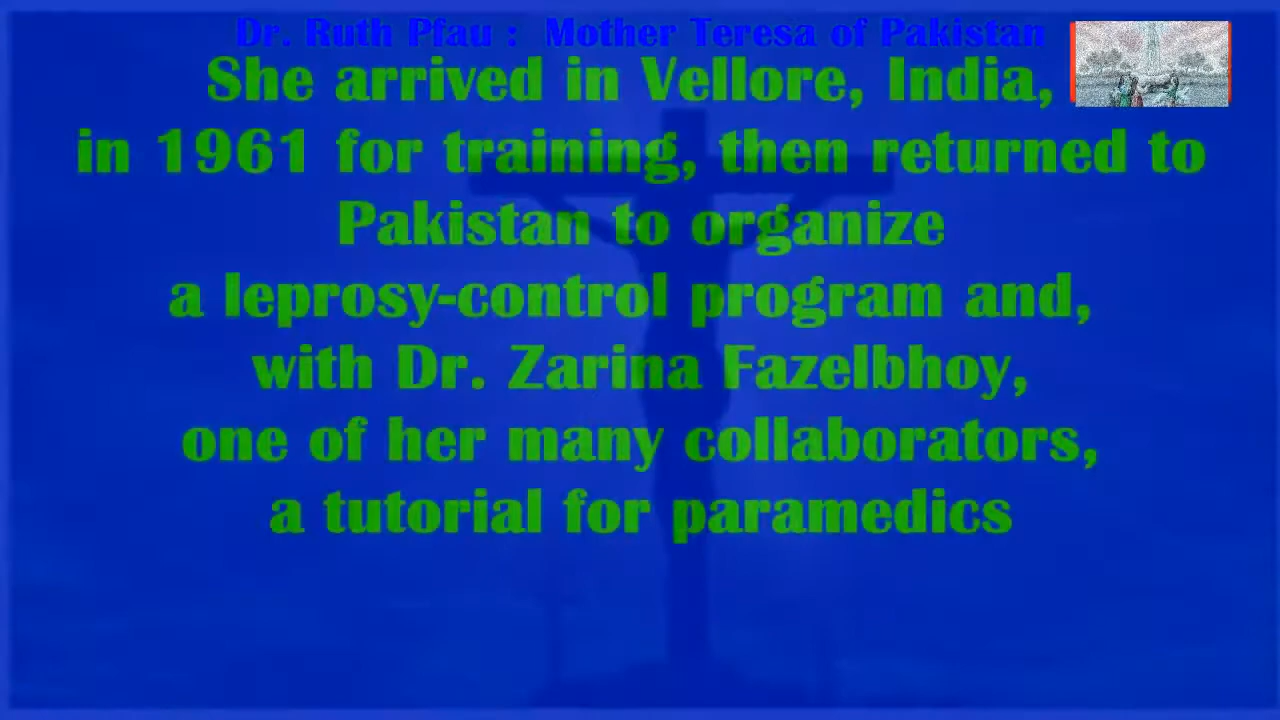 Dr. Ruth Pfau : Mother Teresa of Pakistan
She arrived in Vellore, India,
in 1961 for training, then returned to
Pakistan to organize
a leprosy-control program and,
with Dr. Zarina Fazelbhoy,
one of her many collaborators,
a tutorial for paramedics